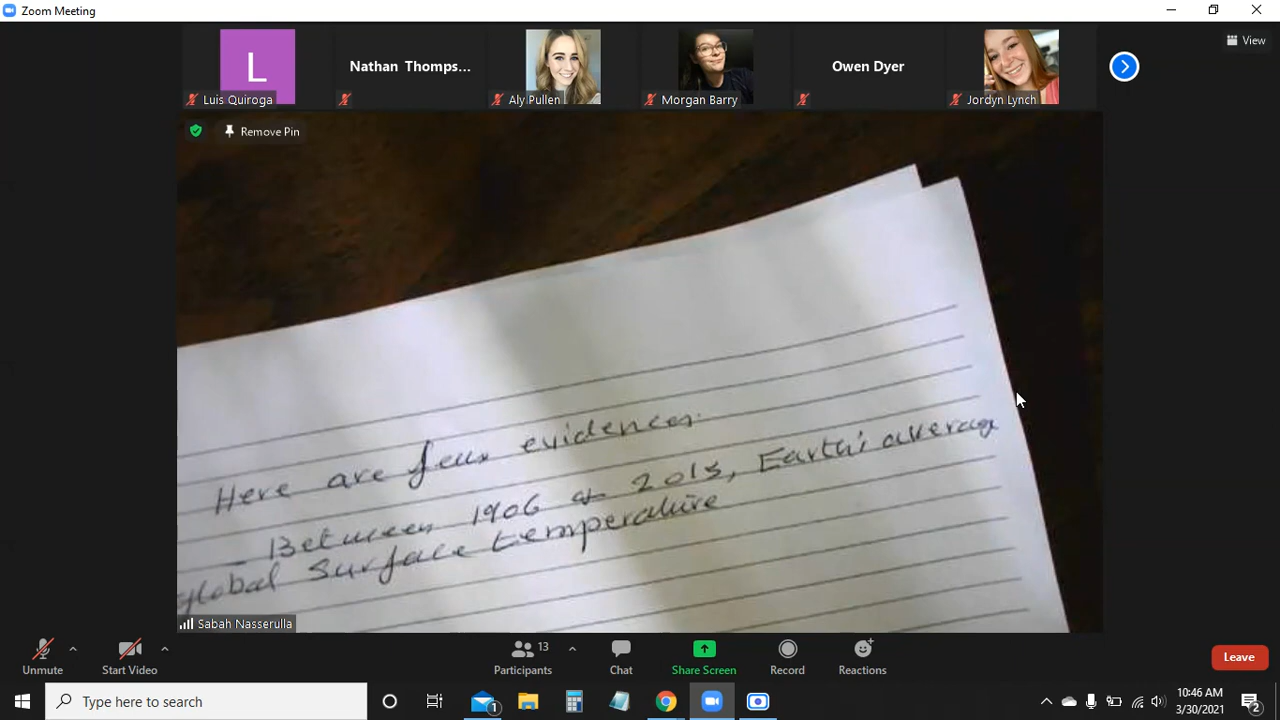 Zoom Meeting
View
L
Luis Quiroga
Nathan Thomps...
Aly Pullen
Morgan Barry
Owen Dyer
Jordyn Lynch
Remove Pin
Here are few evidences.
Between 1906 & 2015, Earth's average
global surface temperature
Sabah Nasserulla
Unmute
Start Video
Participants
13
Chat
Share Screen
Record
Reactions
Leave
Type here to search
1
10:46 AM
3/30/2021
2